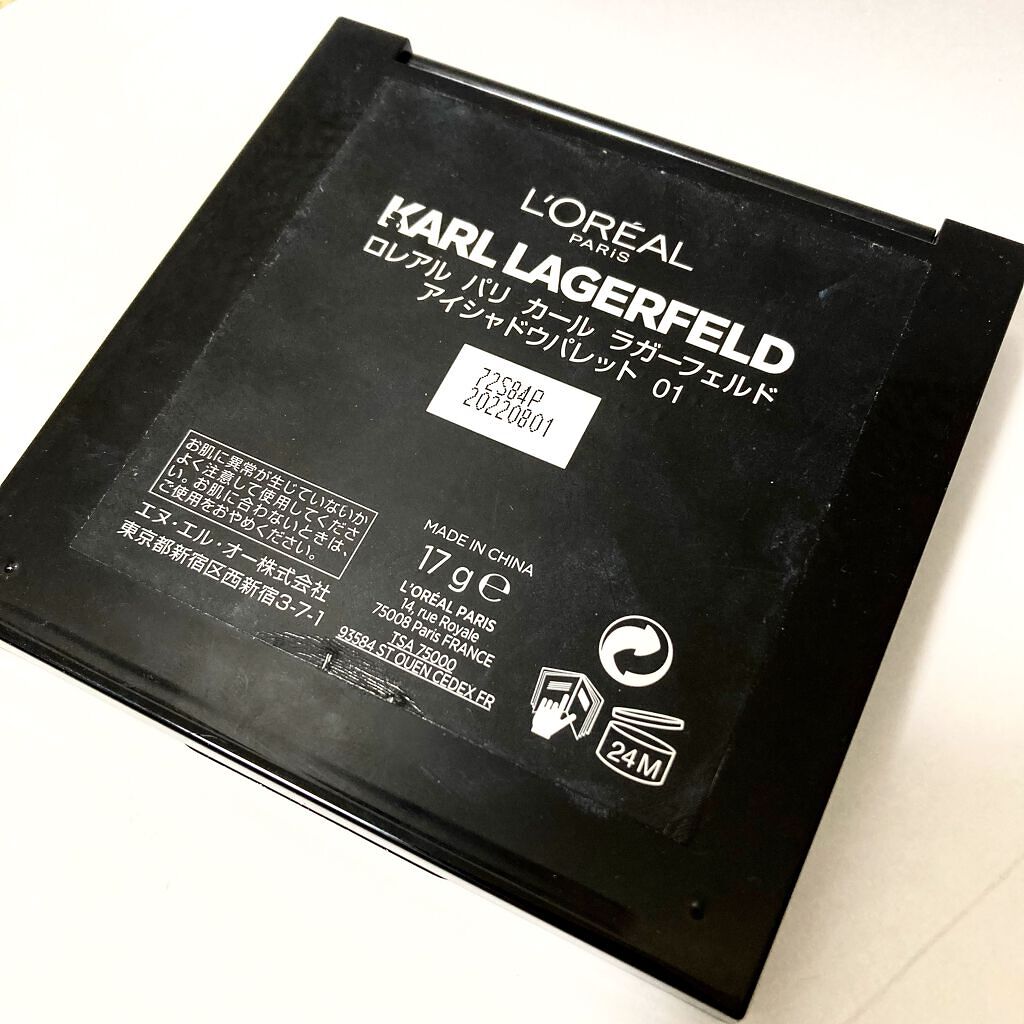 L'ORÉAL
PARIS
KARL LAGERFELD
ロレアル パリ カール ラガーフェルド
アイシャドウパレット 01
72S84P
20220801
お肌に異常が生じていないか
よく注意して使用してくださ
い。お肌に合わないときは、
ご使用をおやめください。
エヌ・エル・オー株式会社
東京都新宿区西新宿3-7-1
MADE IN CHINA
17 g ℮
L'ORÉAL PARIS
14, rue Royale
75008 Paris FRANCE
TSA 75000
93584 ST OUEN CEDEX FR
24 M